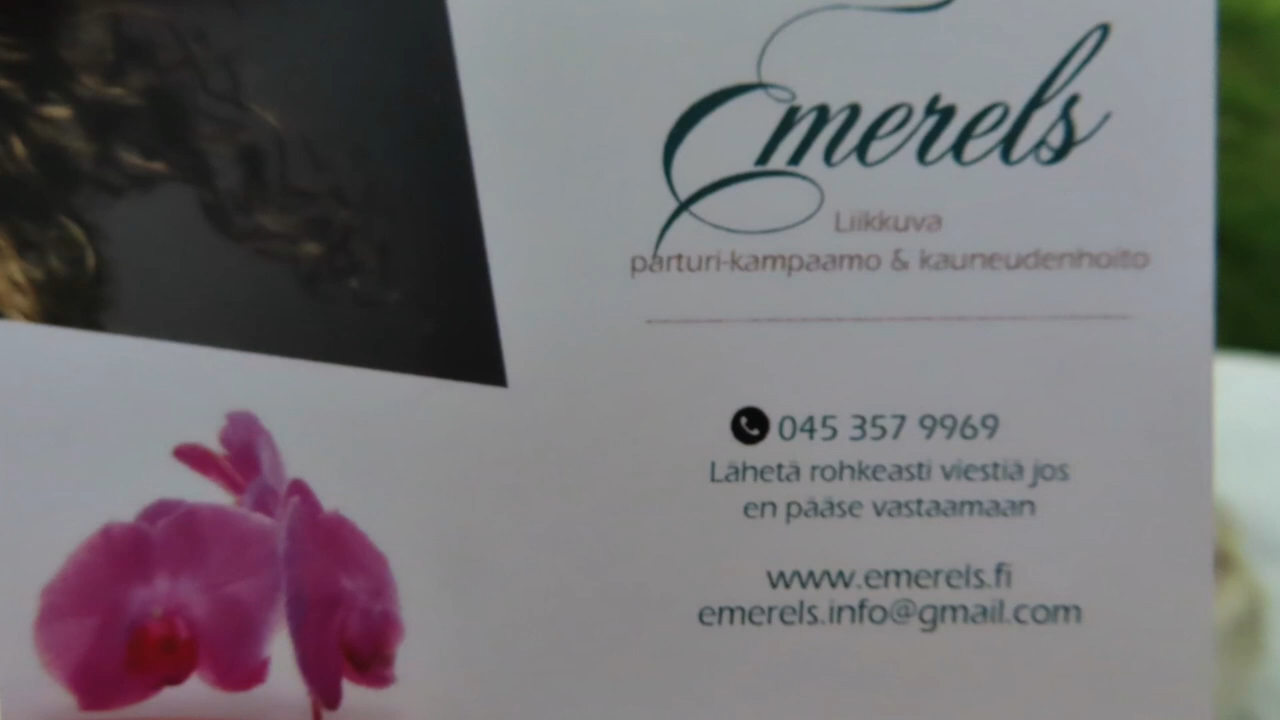 Emerels
Liikkuva
parturi-kampaamo & kauneudenhoito
045 357 9969
Lähetä rohkeasti viestiä jos
en pääse vastaamaan
www.emerels.fi
emerels.info@gmail.com